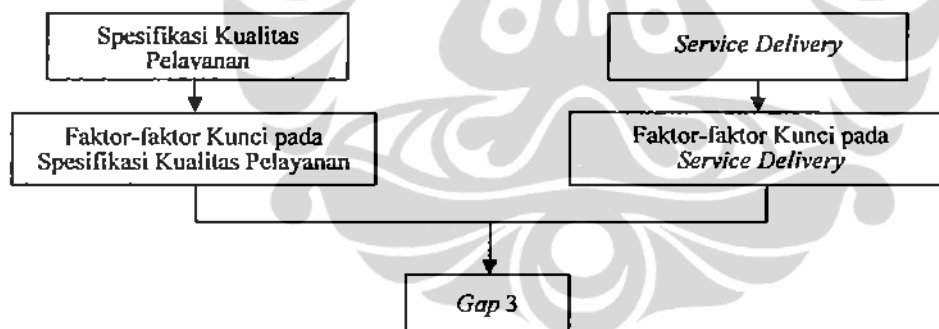 Spesifikasi Kualitas
Pelayanan
Service Delivery
Faktor-faktor Kunci pada
Spesifikasi Kualitas Pelayanan
Faktor-faktor Kunci pada
Service Delivery
Gap 3